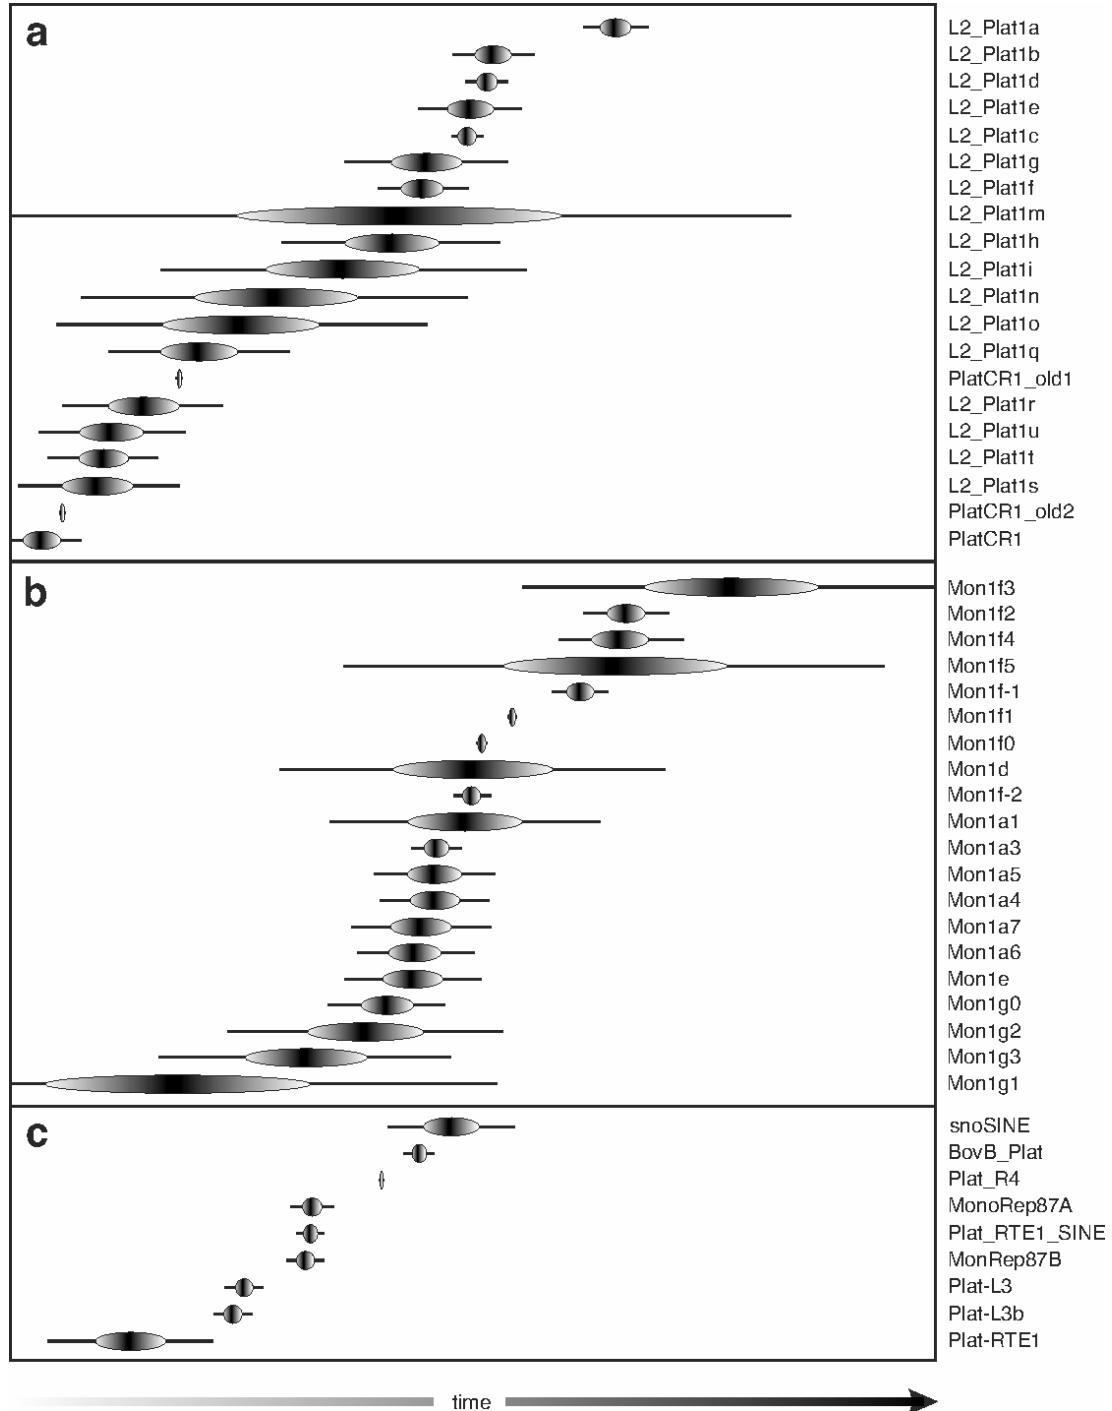 a
L2_Plat1a
L2_Plat1b
L2_Plat1d
L2_Plat1e
L2_Plat1c
L2_Plat1g
L2_Plat1f
L2_Plat1m
L2_Plat1h
L2_Plat1i
L2_Plat1n
L2_Plat1o
L2_Plat1q
PlatCR1_old1
L2_Plat1r
L2_Plat1u
L2_Plat1t
L2_Plat1s
PlatCR1_old2
PlatCR1
b
Mon1f3
Mon1f2
Mon1f4
Mon1f5
Mon1f-1
Mon1f1
Mon1f0
Mon1d
Mon1f-2
Mon1a1
Mon1a3
Mon1a5
Mon1a4
Mon1a7
Mon1a6
Mon1e
Mon1g0
Mon1g2
Mon1g3
Mon1g1
c
snoSINE
BovB_Plat
Plat_R4
MonoRep87A
Plat_RTE1_SINE
MonRep87B
Plat-L3
Plat-L3b
Plat-RTE1
time